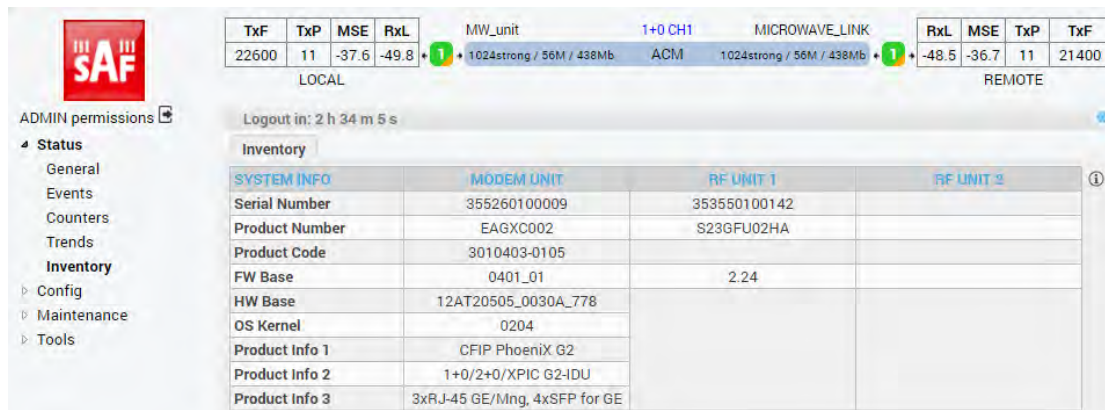 SAF
TxF TxP MSE RxL MW_unit 1+0 CH1 MICROWAVE_LINK RxL MSE TxP TxF
22600 11 -37.6 -49.8 1 1024strong / 56M / 438Mb ACM 1024strong / 56M / 438Mb 1 -48.5 -36.7 11 21400
LOCAL REMOTE
ADMIN permissions
Logout in: 2 h 34 m 5 s
Status
General
Events
Counters
Trends
Inventory
Config
Maintenance
Tools
Inventory
SYSTEM INFO MODEM UNIT RF UNIT 1 RF UNIT 2
Serial Number 355260100009 353550100142
Product Number EAGXC002 S23GFU02HA
Product Code 3010403-0105
FW Base 0401_01 2.24
HW Base 12AT20505_0030A_778
OS Kernel 0204
Product Info 1 CFIP PhoeniX G2
Product Info 2 1+0/2+0/XPIC G2-IDU
Product Info 3 3xRJ-45 GE/Mng, 4xSFP for GE